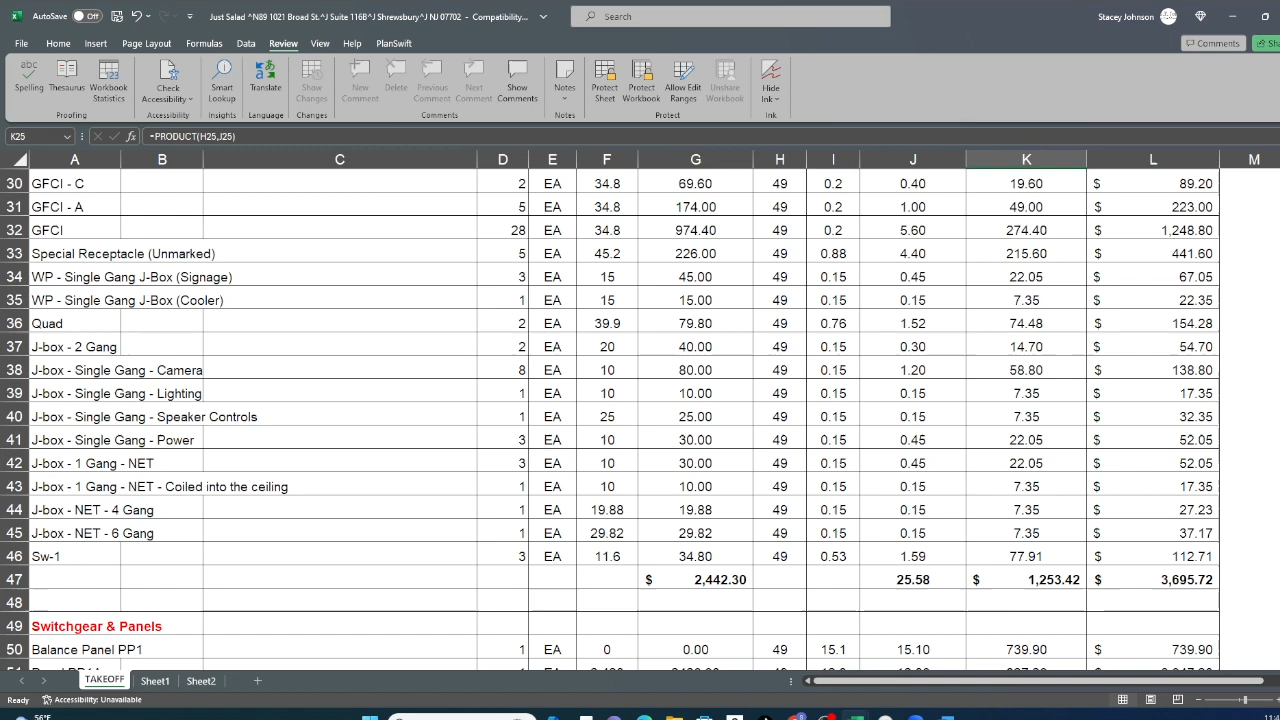 AutoSave Off Just Salad ^N89 1021 Broad St.^J Suite 116B^J Shrewsbury^J NJ 07702 - Compatibility... Search Stacey Johnson
File Home Insert Page Layout Formulas Data Review View Help PlanSwift Comments
abc
Spelling Thesaurus Workbook Statistics Check Accessibility Smart Lookup Translate Show Changes New Comment Delete Previous Comment Next Comment Show Comments Notes Protect Sheet Protect Workbook Allow Edit Ranges Unshare Workbook Hide Ink
Proofing Accessibility Insights Language Changes Comments Notes Protect Ink
K25 fx =PRODUCT(H25,J25)
A B C D E F G H I J K L M
30 GFCI - C 2 EA 34.8 69.60 49 0.2 0.40 19.60 $ 89.20
31 GFCI - A 5 EA 34.8 174.00 49 0.2 1.00 49.00 $ 223.00
32 GFCI 28 EA 34.8 974.40 49 0.2 5.60 274.40 $ 1,248.80
33 Special Receptacle (Unmarked) 5 EA 45.2 226.00 49 0.88 4.40 215.60 $ 441.60
34 WP - Single Gang J-Box (Signage) 3 EA 15 45.00 49 0.15 0.45 22.05 $ 67.05
35 WP - Single Gang J-Box (Cooler) 1 EA 15 15.00 49 0.15 0.15 7.35 $ 22.35
36 Quad 2 EA 39.9 79.80 49 0.76 1.52 74.48 $ 154.28
37 J-box - 2 Gang 2 EA 20 40.00 49 0.15 0.30 14.70 $ 54.70
38 J-box - Single Gang - Camera 8 EA 10 80.00 49 0.15 1.20 58.80 $ 138.80
39 J-box - Single Gang - Lighting 1 EA 10 10.00 49 0.15 0.15 7.35 $ 17.35
40 J-box - Single Gang - Speaker Controls 1 EA 25 25.00 49 0.15 0.15 7.35 $ 32.35
41 J-box - Single Gang - Power 3 EA 10 30.00 49 0.15 0.45 22.05 $ 52.05
42 J-box - 1 Gang - NET 3 EA 10 30.00 49 0.15 0.45 22.05 $ 52.05
43 J-box - 1 Gang - NET - Coiled into the ceiling 1 EA 10 10.00 49 0.15 0.15 7.35 $ 17.35
44 J-box - NET - 4 Gang 1 EA 19.88 19.88 49 0.15 0.15 7.35 $ 27.23
45 J-box - NET - 6 Gang 1 EA 29.82 29.82 49 0.15 0.15 7.35 $ 37.17
46 Sw-1 3 EA 11.6 34.80 49 0.53 1.59 77.91 $ 112.71
47 $ 2,442.30 25.58 $ 1,253.42 $ 3,695.72
48
49 Switchgear & Panels
50 Balance Panel PP1 1 EA 0 0.00 49 15.1 15.10 739.90 $ 739.90
TAKEOFF Sheet1 Sheet2
Ready Accessibility: Unavailable
56°F